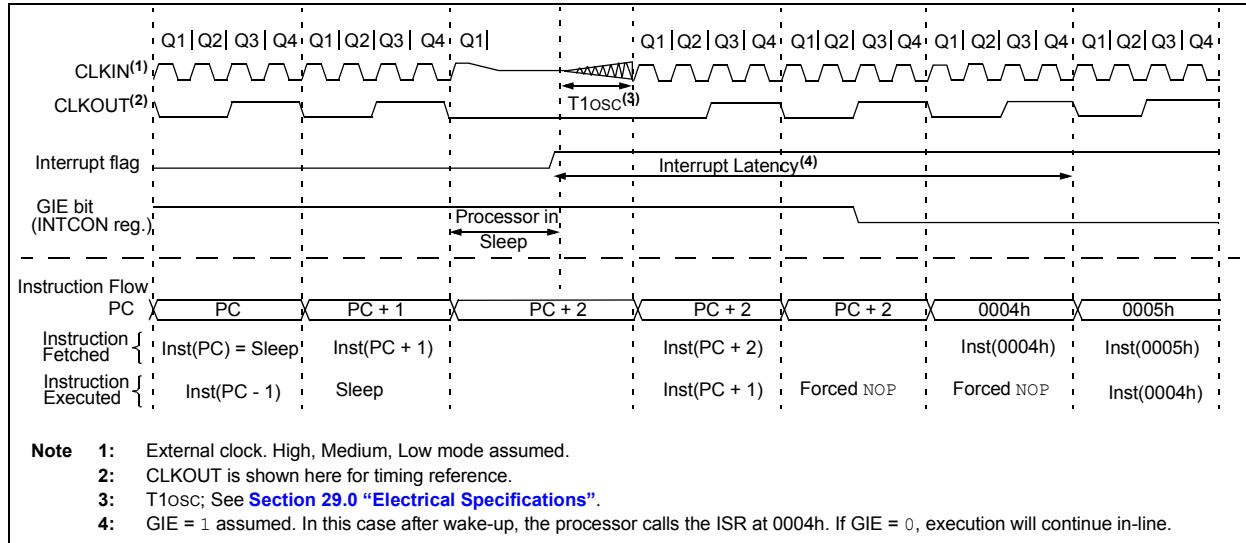 Q1 Q2 Q3 Q4 Q1 Q2 Q3 Q4 Q1 Q1 Q2 Q3 Q4 Q1 Q2 Q3 Q4 Q1 Q2 Q3 Q4 Q1 Q2 Q3 Q4
CLKIN(1)
CLKOUT(2)
T1OSC(3)
Interrupt flag
Interrupt Latency(4)
GIE bit
(INTCON reg.)
Processor in
Sleep
Instruction Flow
PC PC PC + 1 PC + 2 PC + 2 PC + 2 0004h 0005h
Instruction
Fetched
Inst(PC) = Sleep Inst(PC + 1) Inst(PC + 2) Inst(0004h) Inst(0005h)
Instruction
Executed
Inst(PC - 1) Sleep Inst(PC + 1) Forced NOP Forced NOP Inst(0004h)
Note 1: External clock. High, Medium, Low mode assumed.
2: CLKOUT is shown here for timing reference.
3: T1OSC; See Section 29.0 “Electrical Specifications”.
4: GIE = 1 assumed. In this case after wake-up, the processor calls the ISR at 0004h. If GIE = 0, execution will continue in-line.